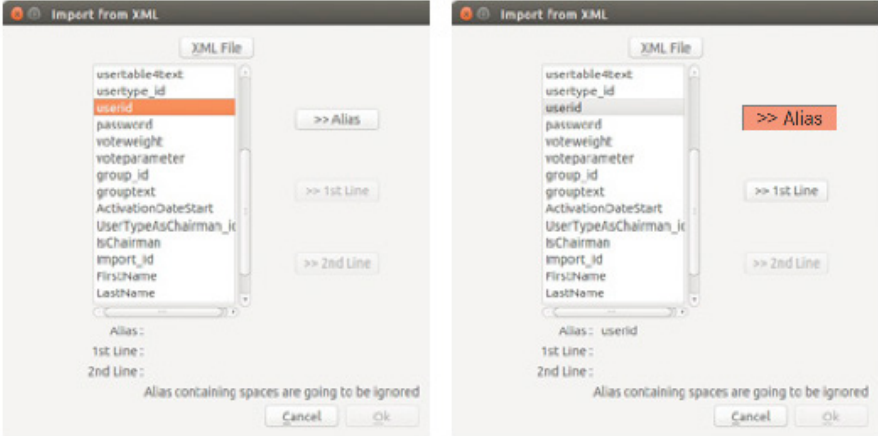 Import from XML
XML File
usertable4text
usertype_id
userid
password
voteweight
voteparameter
group_id
grouptext
ActivationDateStart
UserTypeAsChairman_ic
IsChairman
Import_id
FirstName
LastName
>> Alias
>> 1st Line
>> 2nd Line
Alias :
1st Line :
2nd Line :
Alias containing spaces are going to be ignored
Cancel Ok
Import from XML
XML File
usertable4text
usertype_id
userid
password
voteweight
voteparameter
group_id
grouptext
ActivationDateStart
UserTypeAsChairman_ic
IsChairman
Import_id
FirstName
LastName
>> Alias
>> 1st Line
>> 2nd Line
Alias : userid
1st Line :
2nd Line :
Alias containing spaces are going to be ignored
Cancel Ok